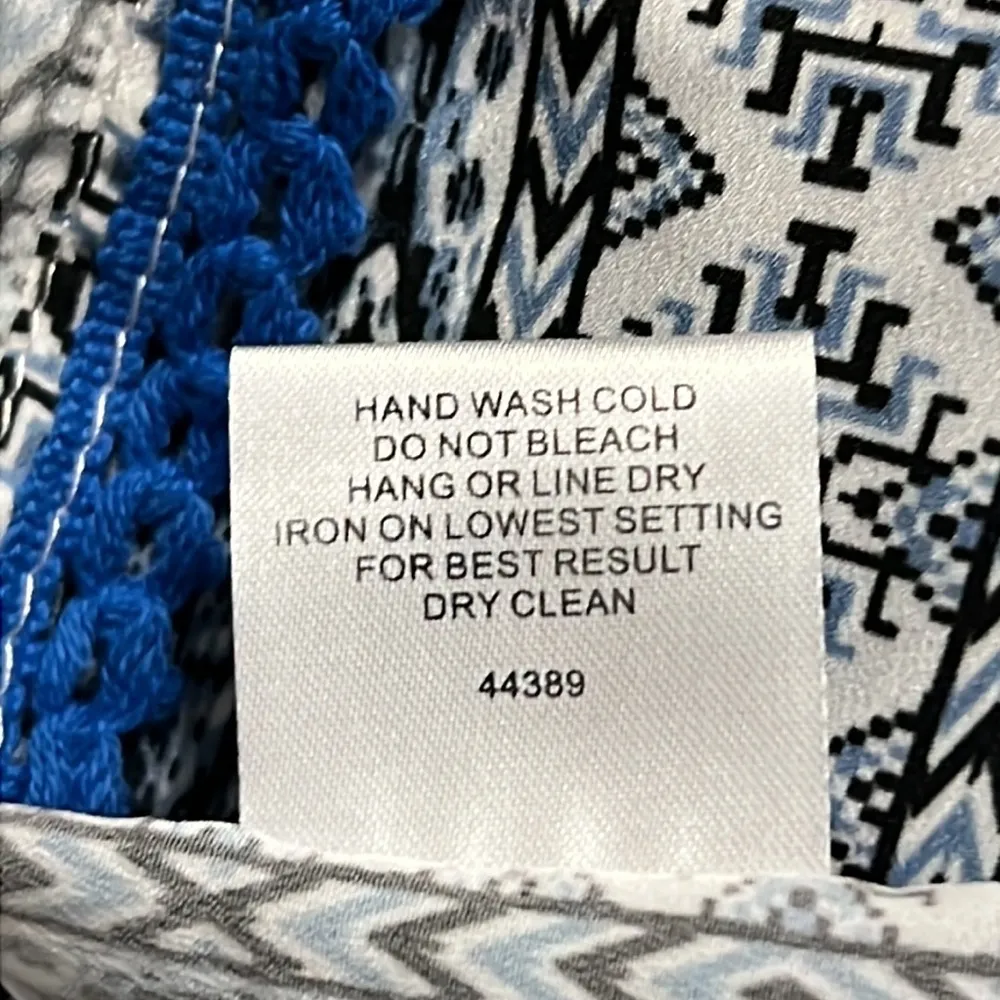 HAND WASH COLD
DO NOT BLEACH
HANG OR LINE DRY
IRON ON LOWEST SETTING
FOR BEST RESULT
DRY CLEAN
44389